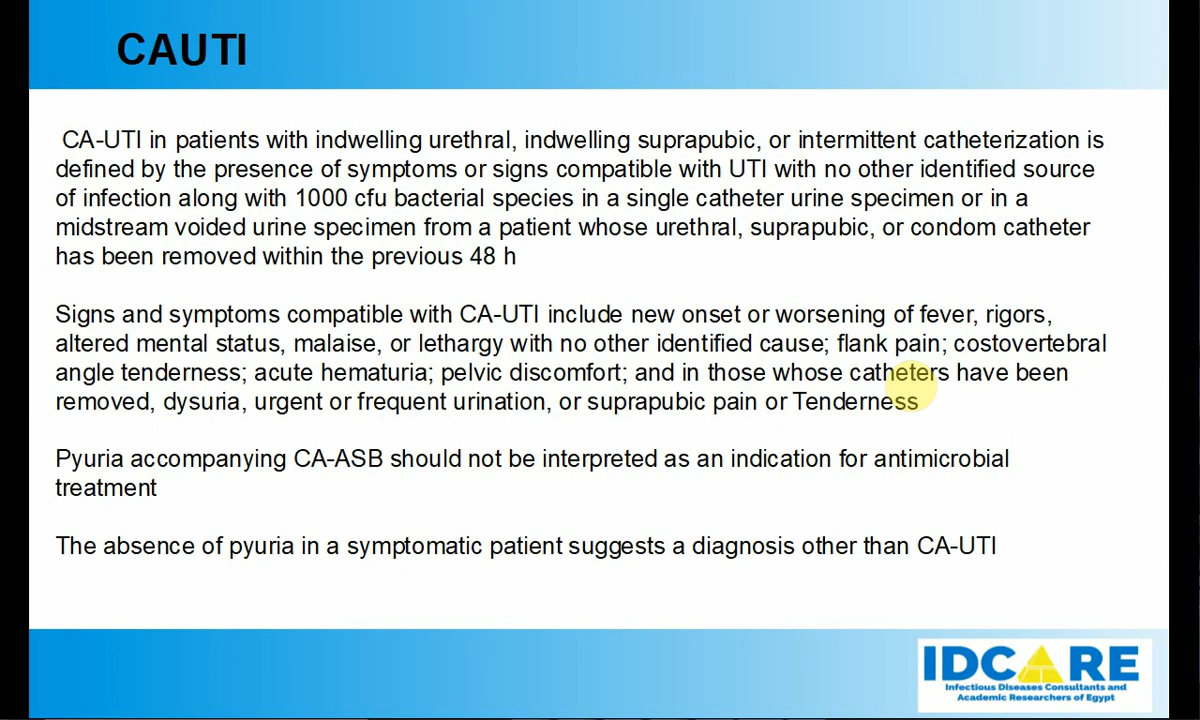 CAUTI
CA-UTI in patients with indwelling urethral, indwelling suprapubic, or intermittent catheterization is
defined by the presence of symptoms or signs compatible with UTI with no other identified source
of infection along with 1000 cfu bacterial species in a single catheter urine specimen or in a
midstream voided urine specimen from a patient whose urethral, suprapubic, or condom catheter
has been removed within the previous 48 h
Signs and symptoms compatible with CA-UTI include new onset or worsening of fever, rigors,
altered mental status, malaise, or lethargy with no other identified cause; flank pain; costovertebral
angle tenderness; acute hematuria; pelvic discomfort; and in those whose catheters have been
removed, dysuria, urgent or frequent urination, or suprapubic pain or Tenderness
Pyuria accompanying CA-ASB should not be interpreted as an indication for antimicrobial
treatment
The absence of pyuria in a symptomatic patient suggests a diagnosis other than CA-UTI
IDCARE
Infectious Diseases Consultants and
Academic Researchers of Egypt